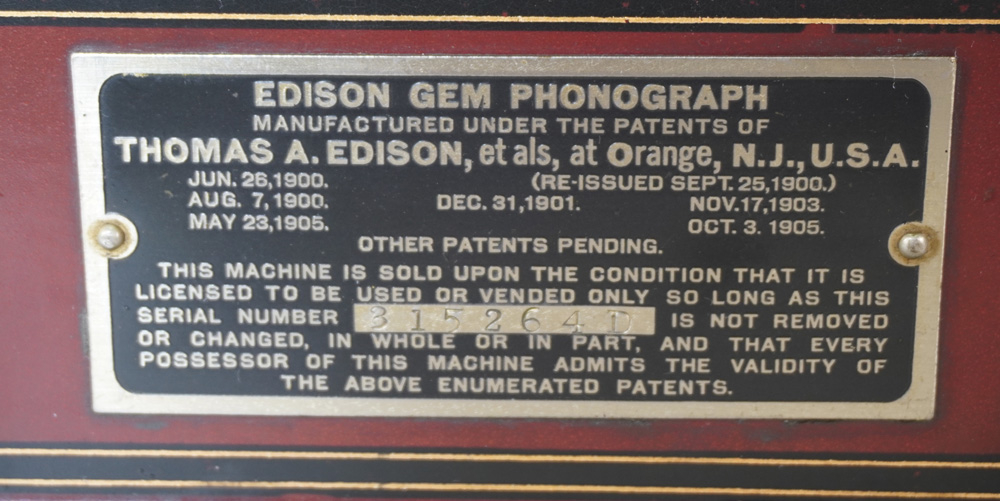 EDISON GEM PHONOGRAPH
MANUFACTURED UNDER THE PATENTS OF
THOMAS A. EDISON, et als, at Orange, N.J., U.S.A.
JUN. 26,1900. (RE-ISSUED SEPT. 25,1900.)
AUG. 7, 1900. DEC. 31,1901. NOV.17,1903.
MAY 23,1905. OCT. 3. 1905.
OTHER PATENTS PENDING.
THIS MACHINE IS SOLD UPON THE CONDITION THAT IT IS
LICENSED TO BE USED OR VENDED ONLY SO LONG AS THIS
SERIAL NUMBER 315264D IS NOT REMOVED
OR CHANGED, IN WHOLE OR IN PART, AND THAT EVERY
POSSESSOR OF THIS MACHINE ADMITS THE VALIDITY OF
THE ABOVE ENUMERATED PATENTS.